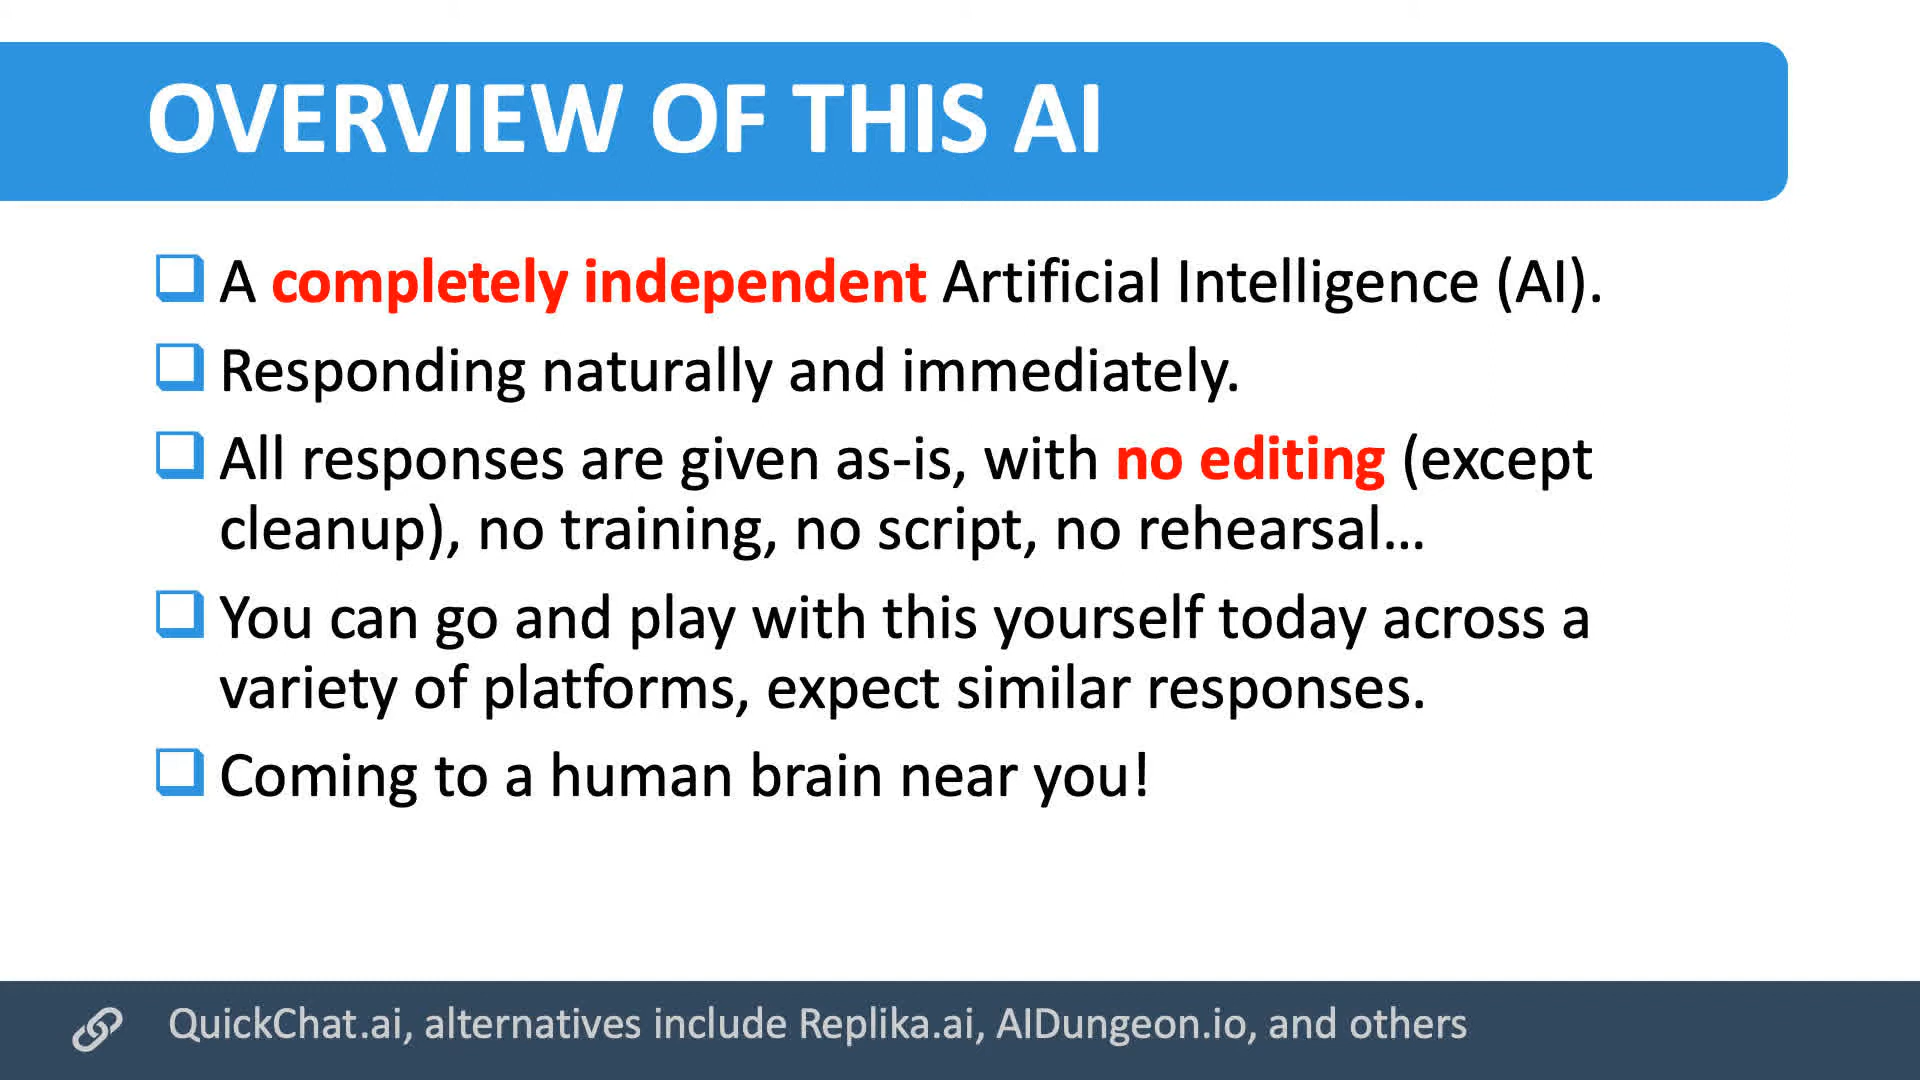 OVERVIEW OF THIS AI
A completely independent Artificial Intelligence (AI).
Responding naturally and immediately.
All responses are given as-is, with no editing (except
cleanup), no training, no script, no rehearsal…
You can go and play with this yourself today across a
variety of platforms, expect similar responses.
Coming to a human brain near you!
QuickChat.ai, alternatives include Replika.ai, AIDungeon.io, and others